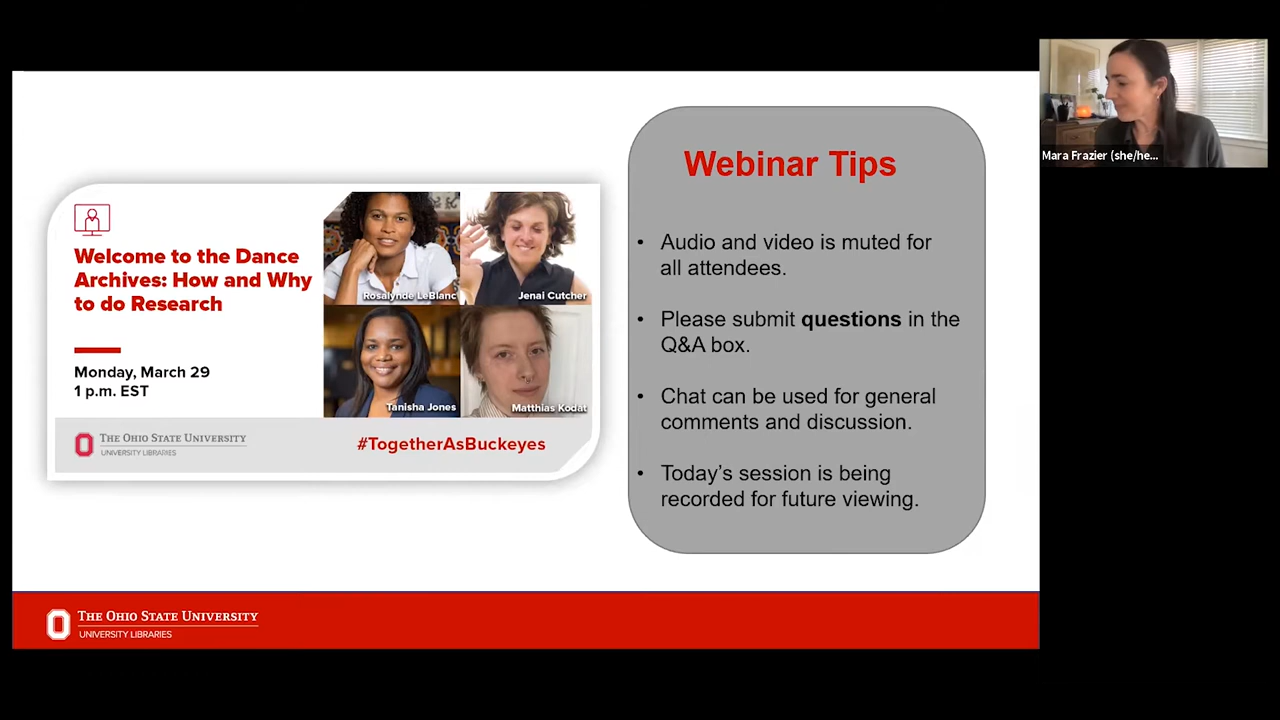 Welcome to the Dance
Archives: How and Why
to do Research
Monday, March 29
1 p.m. EST
Rosalynde LeBlanc
Jenai Cutcher
Tanisha Jones
Matthias Kodat
THE OHIO STATE UNIVERSITY
UNIVERSITY LIBRARIES
#TogetherAsBuckeyes
Webinar Tips
• Audio and video is muted for
all attendees.
• Please submit questions in the
Q&A box.
• Chat can be used for general
comments and discussion.
• Today’s session is being
recorded for future viewing.
THE OHIO STATE UNIVERSITY
UNIVERSITY LIBRARIES
Mara Frazier (she/he...